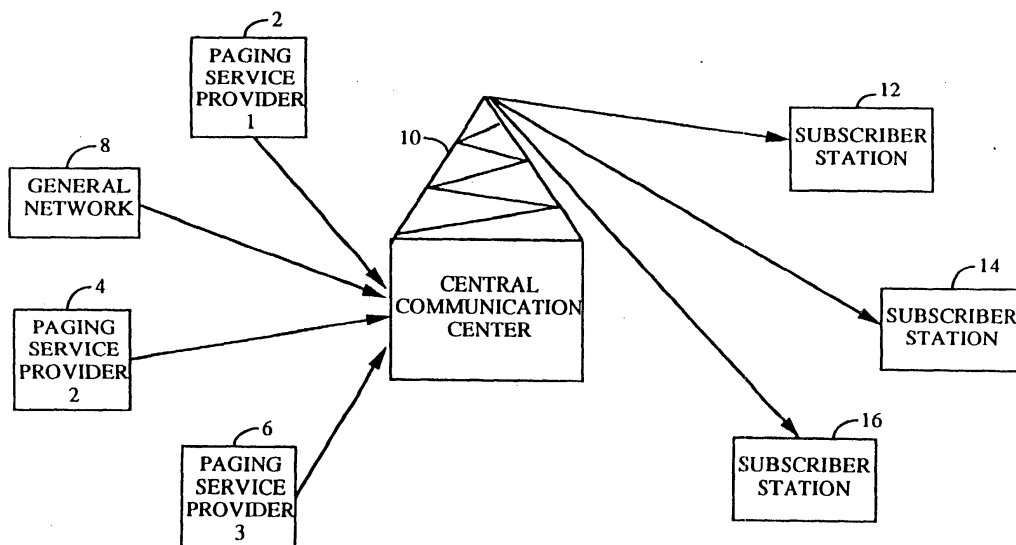 2
PAGING
SERVICE
PROVIDER
1
8
GENERAL
NETWORK
4
PAGING
SERVICE
PROVIDER
2
6
PAGING
SERVICE
PROVIDER
3
10
CENTRAL
COMMUNICATION
CENTER
12
SUBSCRIBER
STATION
14
SUBSCRIBER
STATION
16
SUBSCRIBER
STATION